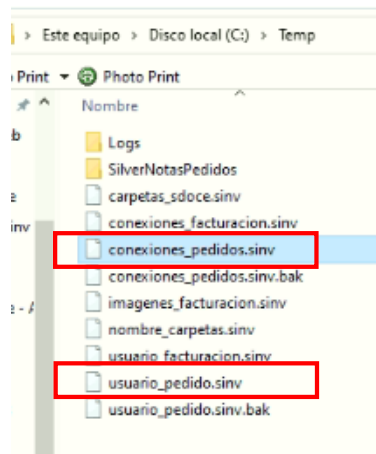 > Este equipo > Disco local (C:) > Temp
Print Photo Print
Nombre
b
Logs
SilverNotasPedidos
e
carpetas_sdoce.sinv
inv
conexiones_facturacion.sinv
conexiones_pedidos.sinv
conexiones_pedidos.sinv.bak
imagenes_facturacion.sinv
nombre_carpetas.sinv
usuario_facturacion.sinv
usuario_pedido.sinv
usuario_pedido.sinv.bak